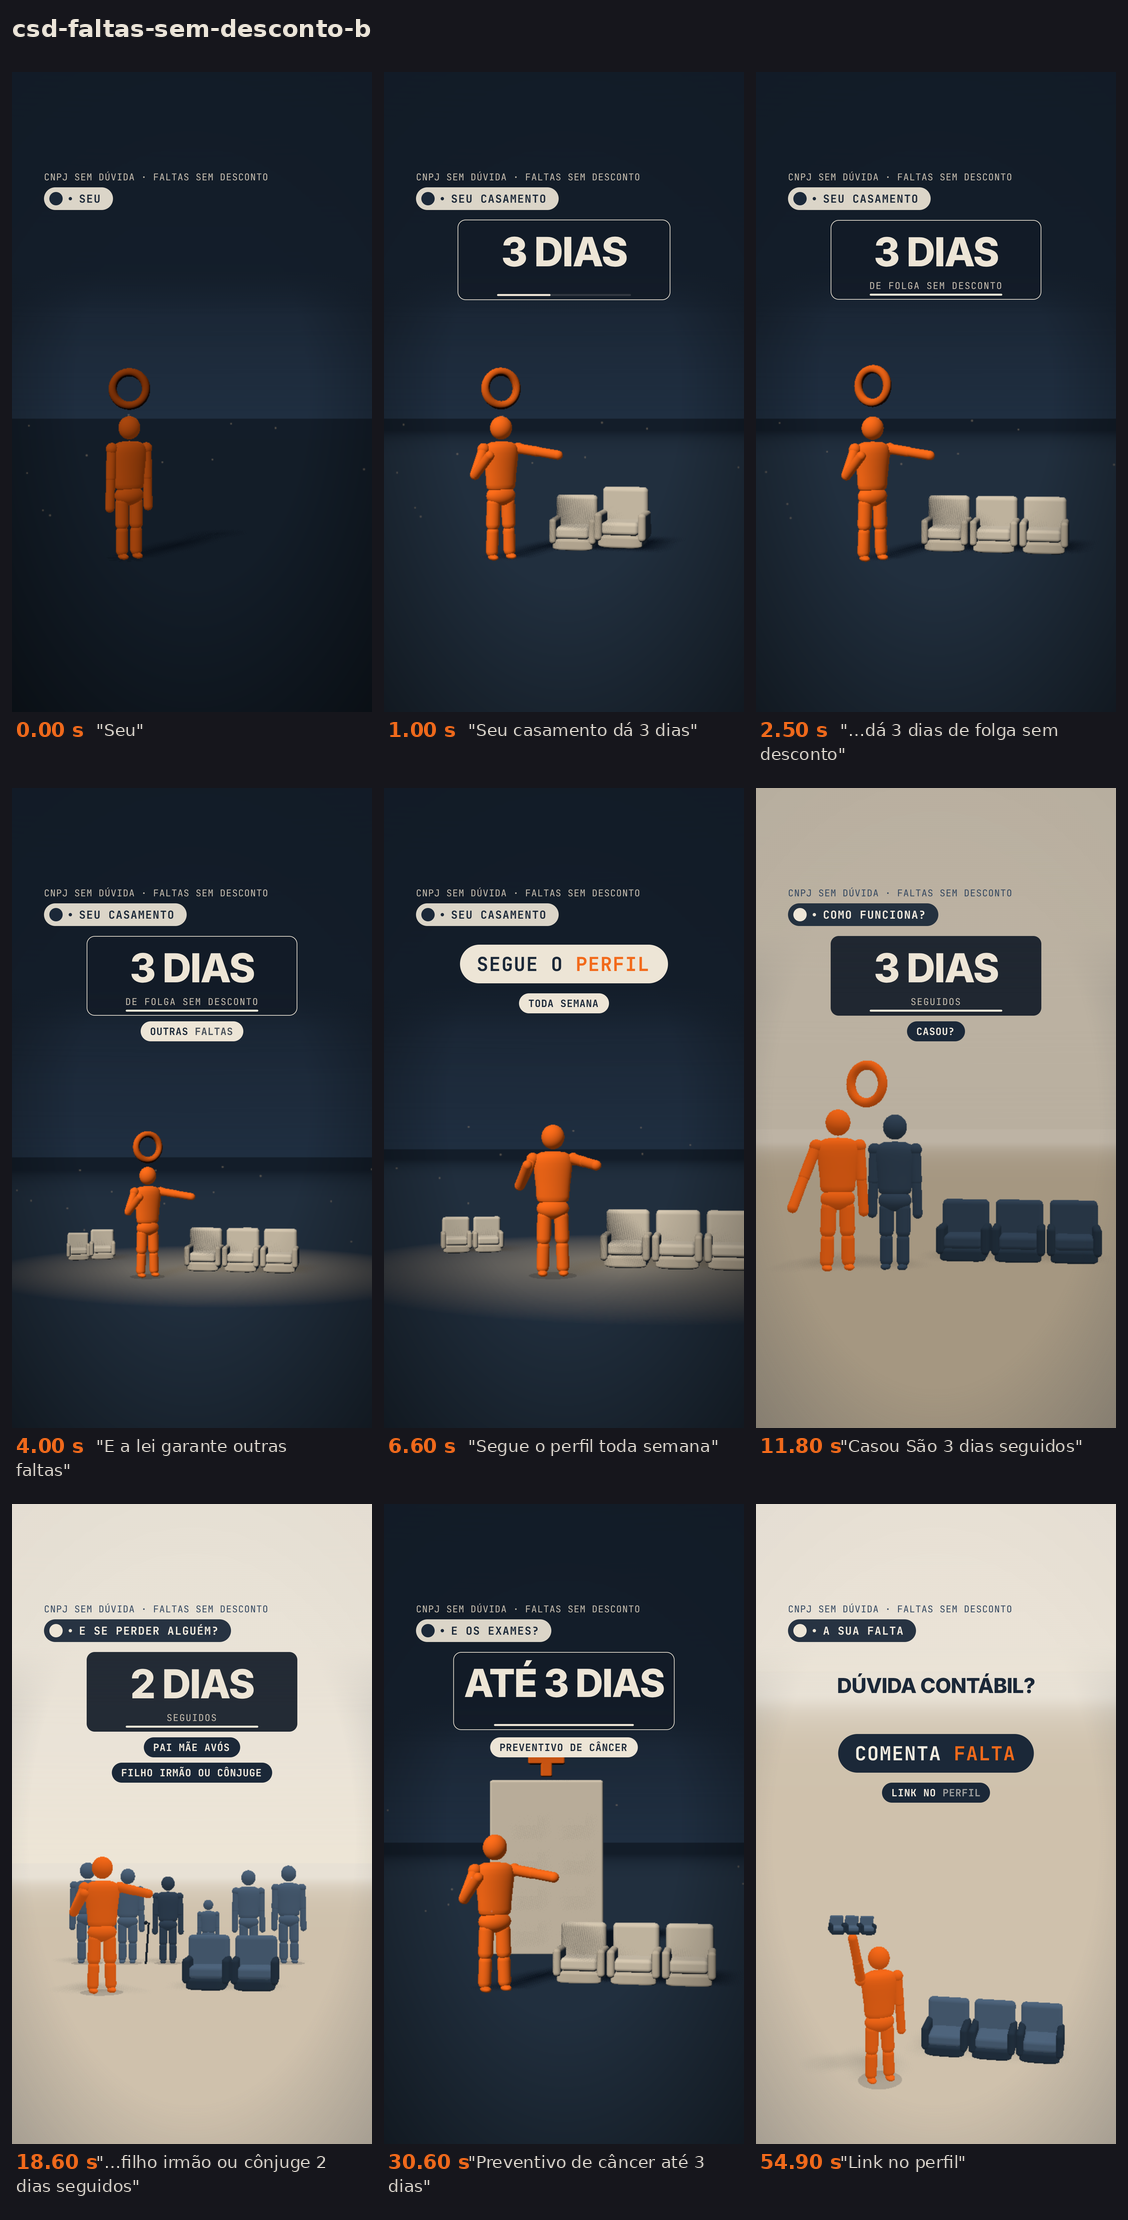 csd-faltas-sem-desconto-b
CNPJ SEM DÚVIDA · FALTAS SEM DESCONTO
• SEU
0.00 s "Seu"
CNPJ SEM DÚVIDA · FALTAS SEM DESCONTO
• SEU CASAMENTO
3 DIAS
1.00 s "Seu casamento dá 3 dias"
CNPJ SEM DÚVIDA · FALTAS SEM DESCONTO
• SEU CASAMENTO
3 DIAS
DE FOLGA SEM DESCONTO
2.50 s "...dá 3 dias de folga sem
desconto"
CNPJ SEM DÚVIDA · FALTAS SEM DESCONTO
• SEU CASAMENTO
3 DIAS
DE FOLGA SEM DESCONTO
OUTRAS FALTAS
4.00 s "E a lei garante outras
faltas"
CNPJ SEM DÚVIDA · FALTAS SEM DESCONTO
• SEU CASAMENTO
SEGUE O PERFIL
TODA SEMANA
6.60 s "Segue o perfil toda semana"
CNPJ SEM DÚVIDA · FALTAS SEM DESCONTO
• COMO FUNCIONA?
3 DIAS
SEGUIDOS
CASOU?
11.80 s "Casou São 3 dias seguidos"
CNPJ SEM DÚVIDA · FALTAS SEM DESCONTO
• E SE PERDER ALGUÉM?
2 DIAS
SEGUIDOS
PAI MÃE AVÓS
FILHO IRMÃO OU CÔNJUGE
18.60 s "...filho irmão ou cônjuge 2
dias seguidos"
CNPJ SEM DÚVIDA · FALTAS SEM DESCONTO
• E OS EXAMES?
ATÉ 3 DIAS
PREVENTIVO DE CÂNCER
30.60 s "Preventivo de câncer até 3
dias"
CNPJ SEM DÚVIDA · FALTAS SEM DESCONTO
• A SUA FALTA
DÚVIDA CONTÁBIL?
COMENTA FALTA
LINK NO PERFIL
54.90 s "Link no perfil"